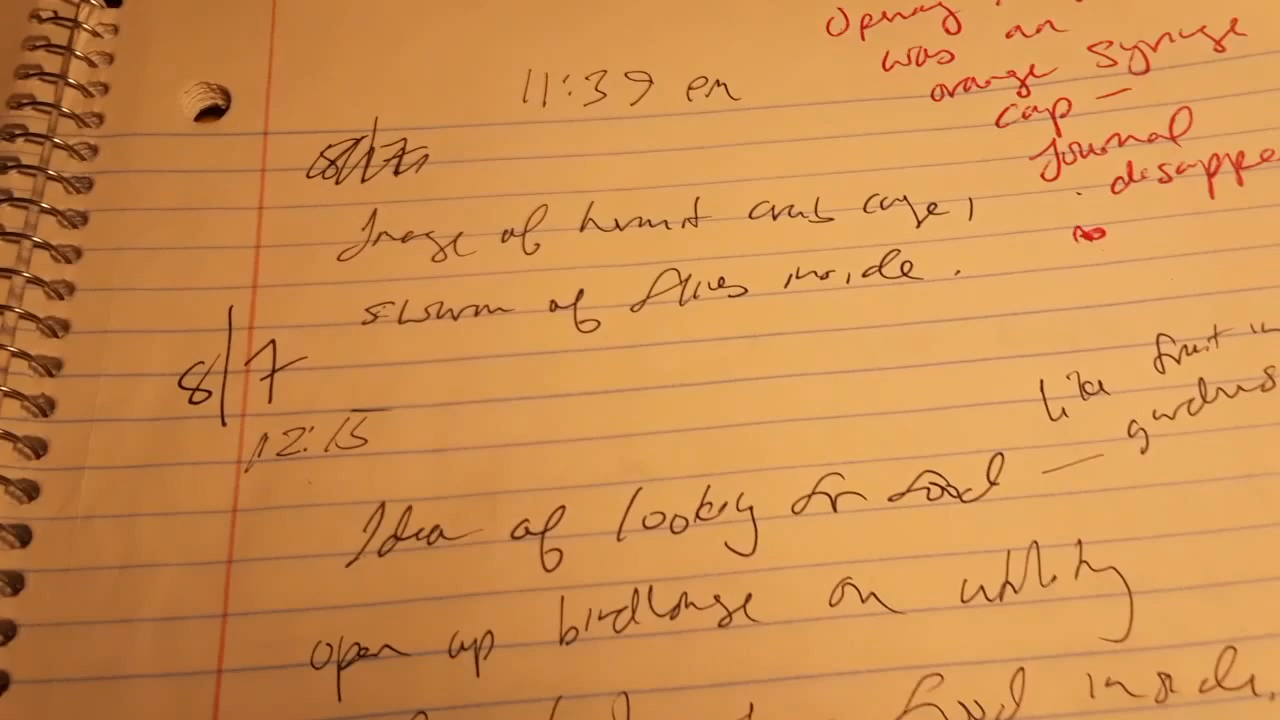 Opening
was an
orange syringe
cap —
Journal
disappe
11:39 pm
Image of hermit crab cage,
swarm of flies inside.
8/7
12:15
like fruit in
gardens
Idea of looking for food —
open up birdhouse on utility
food inside.